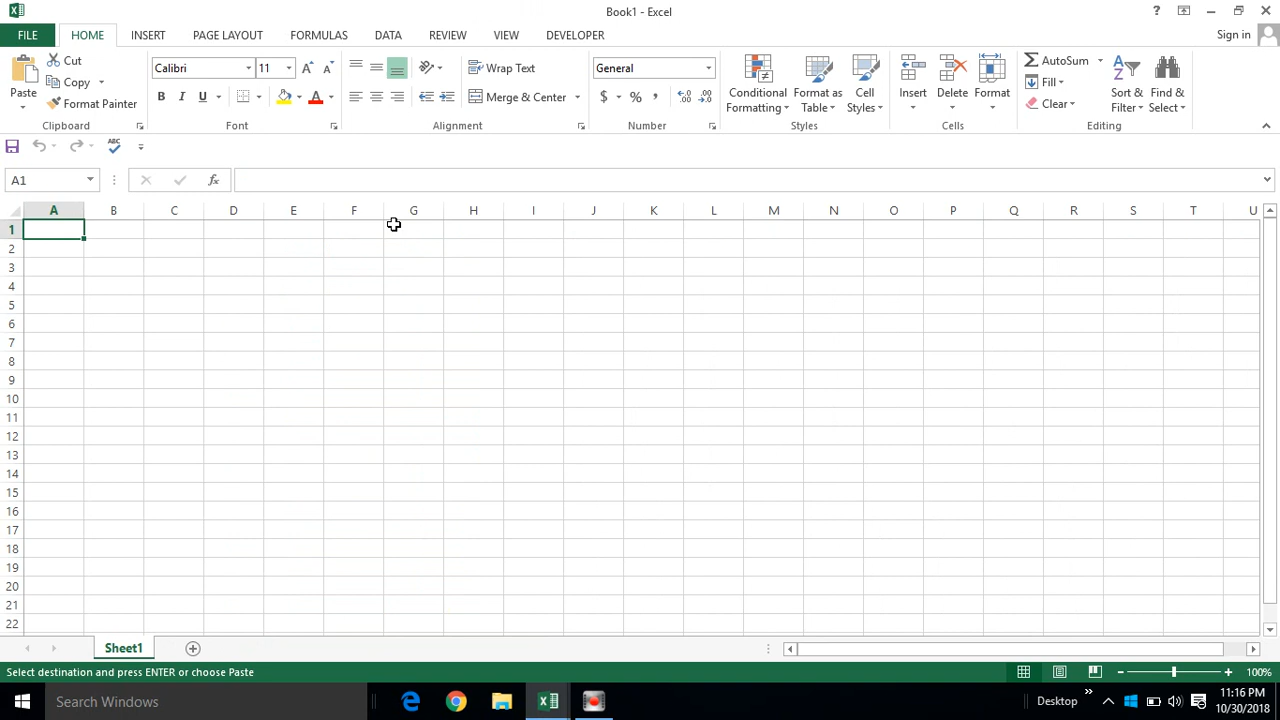 Book1 - Excel
?
FILE HOME INSERT PAGE LAYOUT FORMULAS DATA REVIEW VIEW DEVELOPER Sign in
Paste
Cut
Copy
Format Painter
Clipboard
Calibri 11
B I U
Font
Wrap Text
Merge & Center
Alignment
General
$ % ,
Number
Conditional Formatting
Format as Table
Cell Styles
Styles
Insert
Delete
Format
Cells
AutoSum
Fill
Clear
Sort & Filter
Find & Select
Editing
ABC
A1 fx
A B C D E F G H I J K L M N O P Q R S T U
1
2
3
4
5
6
7
8
9
10
11
12
13
14
15
16
17
18
19
20
21
22
Sheet1
Select destination and press ENTER or choose Paste 100%
Search Windows
Desktop
11:16 PM
10/30/2018